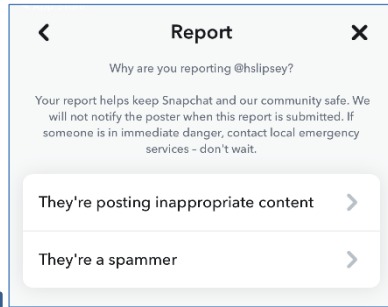 Report
Why are you reporting @hslipsey?
Your report helps keep Snapchat and our community safe. We
will not notify the poster when this report is submitted. If
someone is in immediate danger, contact local emergency
services – don't wait.
They're posting inappropriate content
They're a spammer